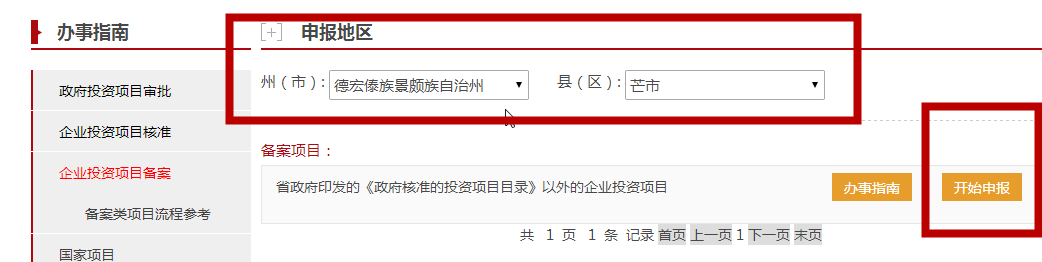 办事指南
政府投资项目审批
企业投资项目核准
企业投资项目备案
备案类项目流程参考
国家项目
[+] 申报地区
州（市）： 德宏傣族景颇族自治州 县（区）： 芒市
备案项目：
省政府印发的《政府核准的投资项目目录》以外的企业投资项目 办事指南 开始申报
共 1 页 1 条 记录 首页 上一页 1 下一页 末页